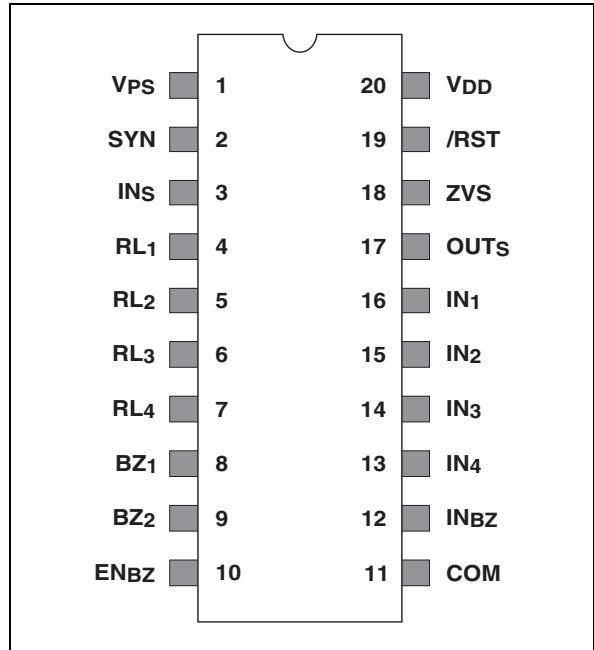 VPS 1 20 VDD
SYN 2 19 /RST
INS 3 18 ZVS
RL1 4 17 OUTS
RL2 5 16 IN1
RL3 6 15 IN2
RL4 7 14 IN3
BZ1 8 13 IN4
BZ2 9 12 INBZ
ENBZ 10 11 COM